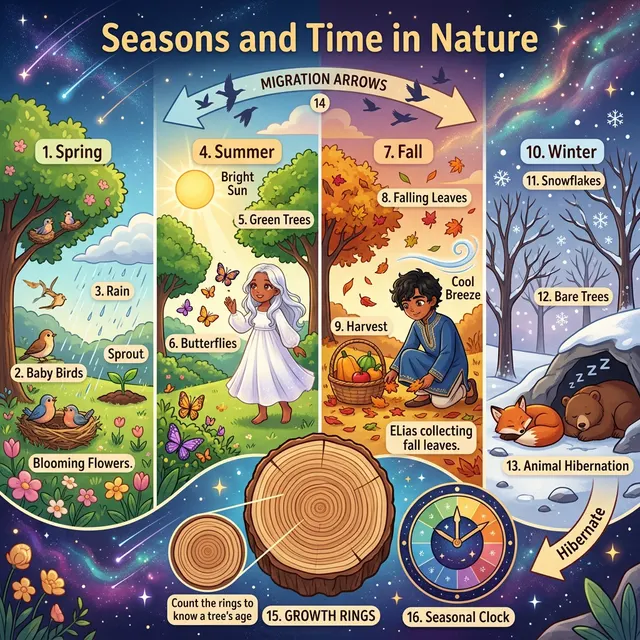 Seasons and Time in Nature
MIGRATION ARROWS
14
1. Spring
4. Summer
7. Fall
10. Winter
Bright
Sun
11. Snowflakes
8. Falling Leaves
5. Green Trees
3. Rain
Cool
Breeze
12. Bare Trees
9. Harvest
6. Butterflies
Sprout
2. Baby Birds
z z Z Z
ELias collecting
fall leaves.
Blooming Flowers.
13. Animal Hibernation
Hibernate
Count the rings to
know a tree's age
15. GROWTH RINGS
16. Seasonal Clock